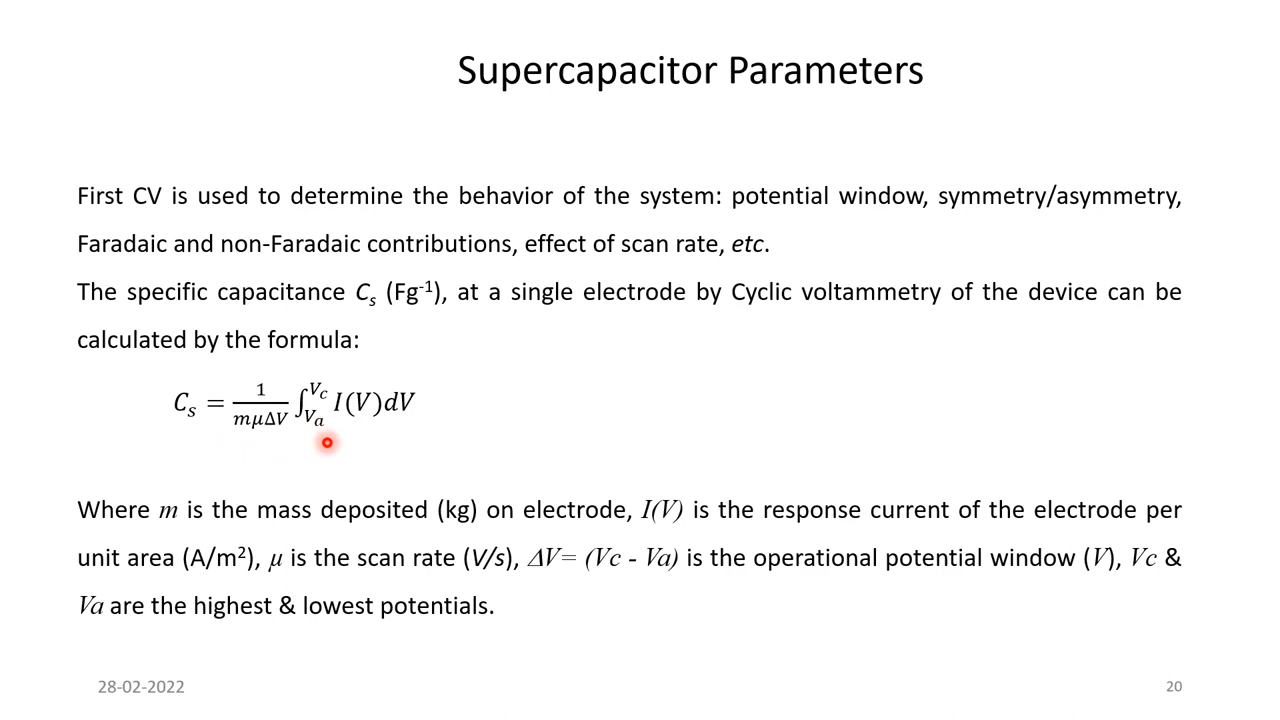 Supercapacitor Parameters
First CV is used to determine the behavior of the system: potential window, symmetry/asymmetry,
Faradaic and non-Faradaic contributions, effect of scan rate, etc.
The specific capacitance Cₛ (Fg⁻¹), at a single electrode by Cyclic voltammetry of the device can be
calculated by the formula:
Cₛ = 1/(mμΔV) ∫_{Vₐ}^{V_c} I(V)dV
Where m is the mass deposited (kg) on electrode, I(V) is the response current of the electrode per
unit area (A/m²), μ is the scan rate (V/s), ΔV= (Vc - Va) is the operational potential window (V), Vc &
Va are the highest & lowest potentials.
28-02-2022
20